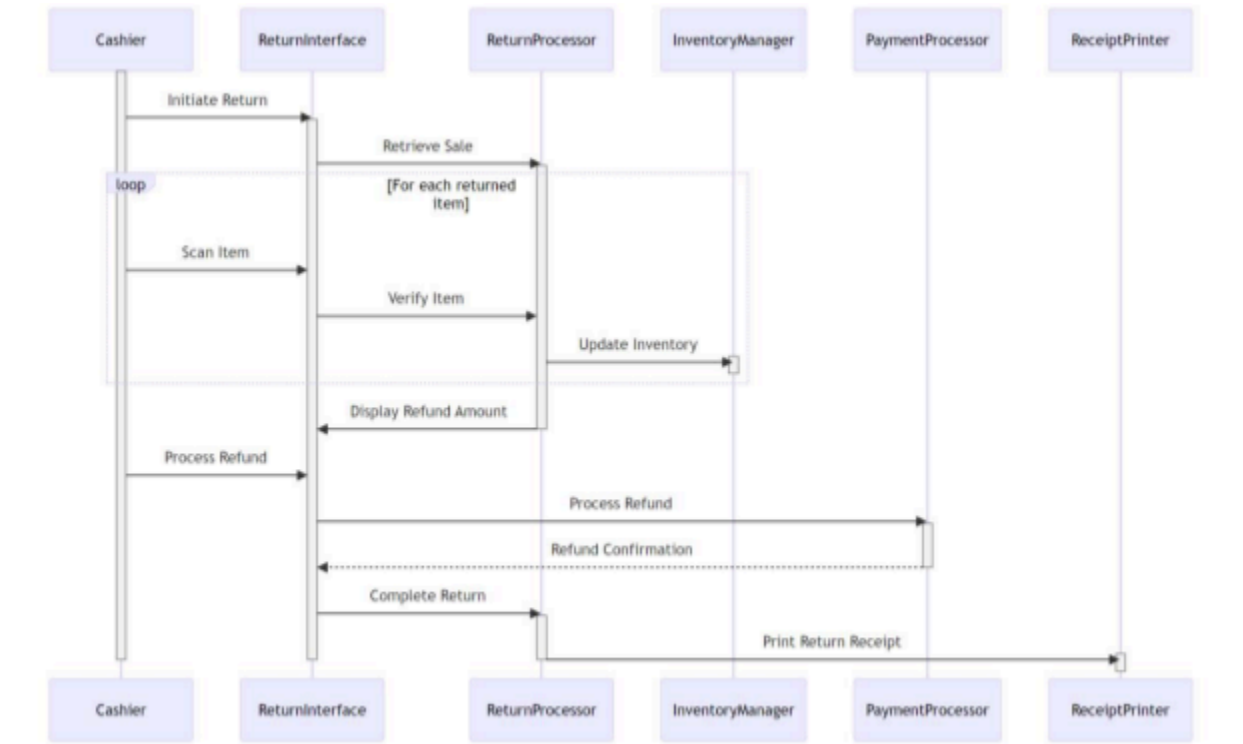 Cashier ReturnInterface ReturnProcessor InventoryManager PaymentProcessor ReceiptPrinter
Initiate Return
Retrieve Sale
loop [For each returned
item]
Scan Item
Verify Item
Update Inventory
Display Refund Amount
Process Refund
Process Refund
Refund Confirmation
Complete Return
Print Return Receipt
Cashier ReturnInterface ReturnProcessor InventoryManager PaymentProcessor ReceiptPrinter